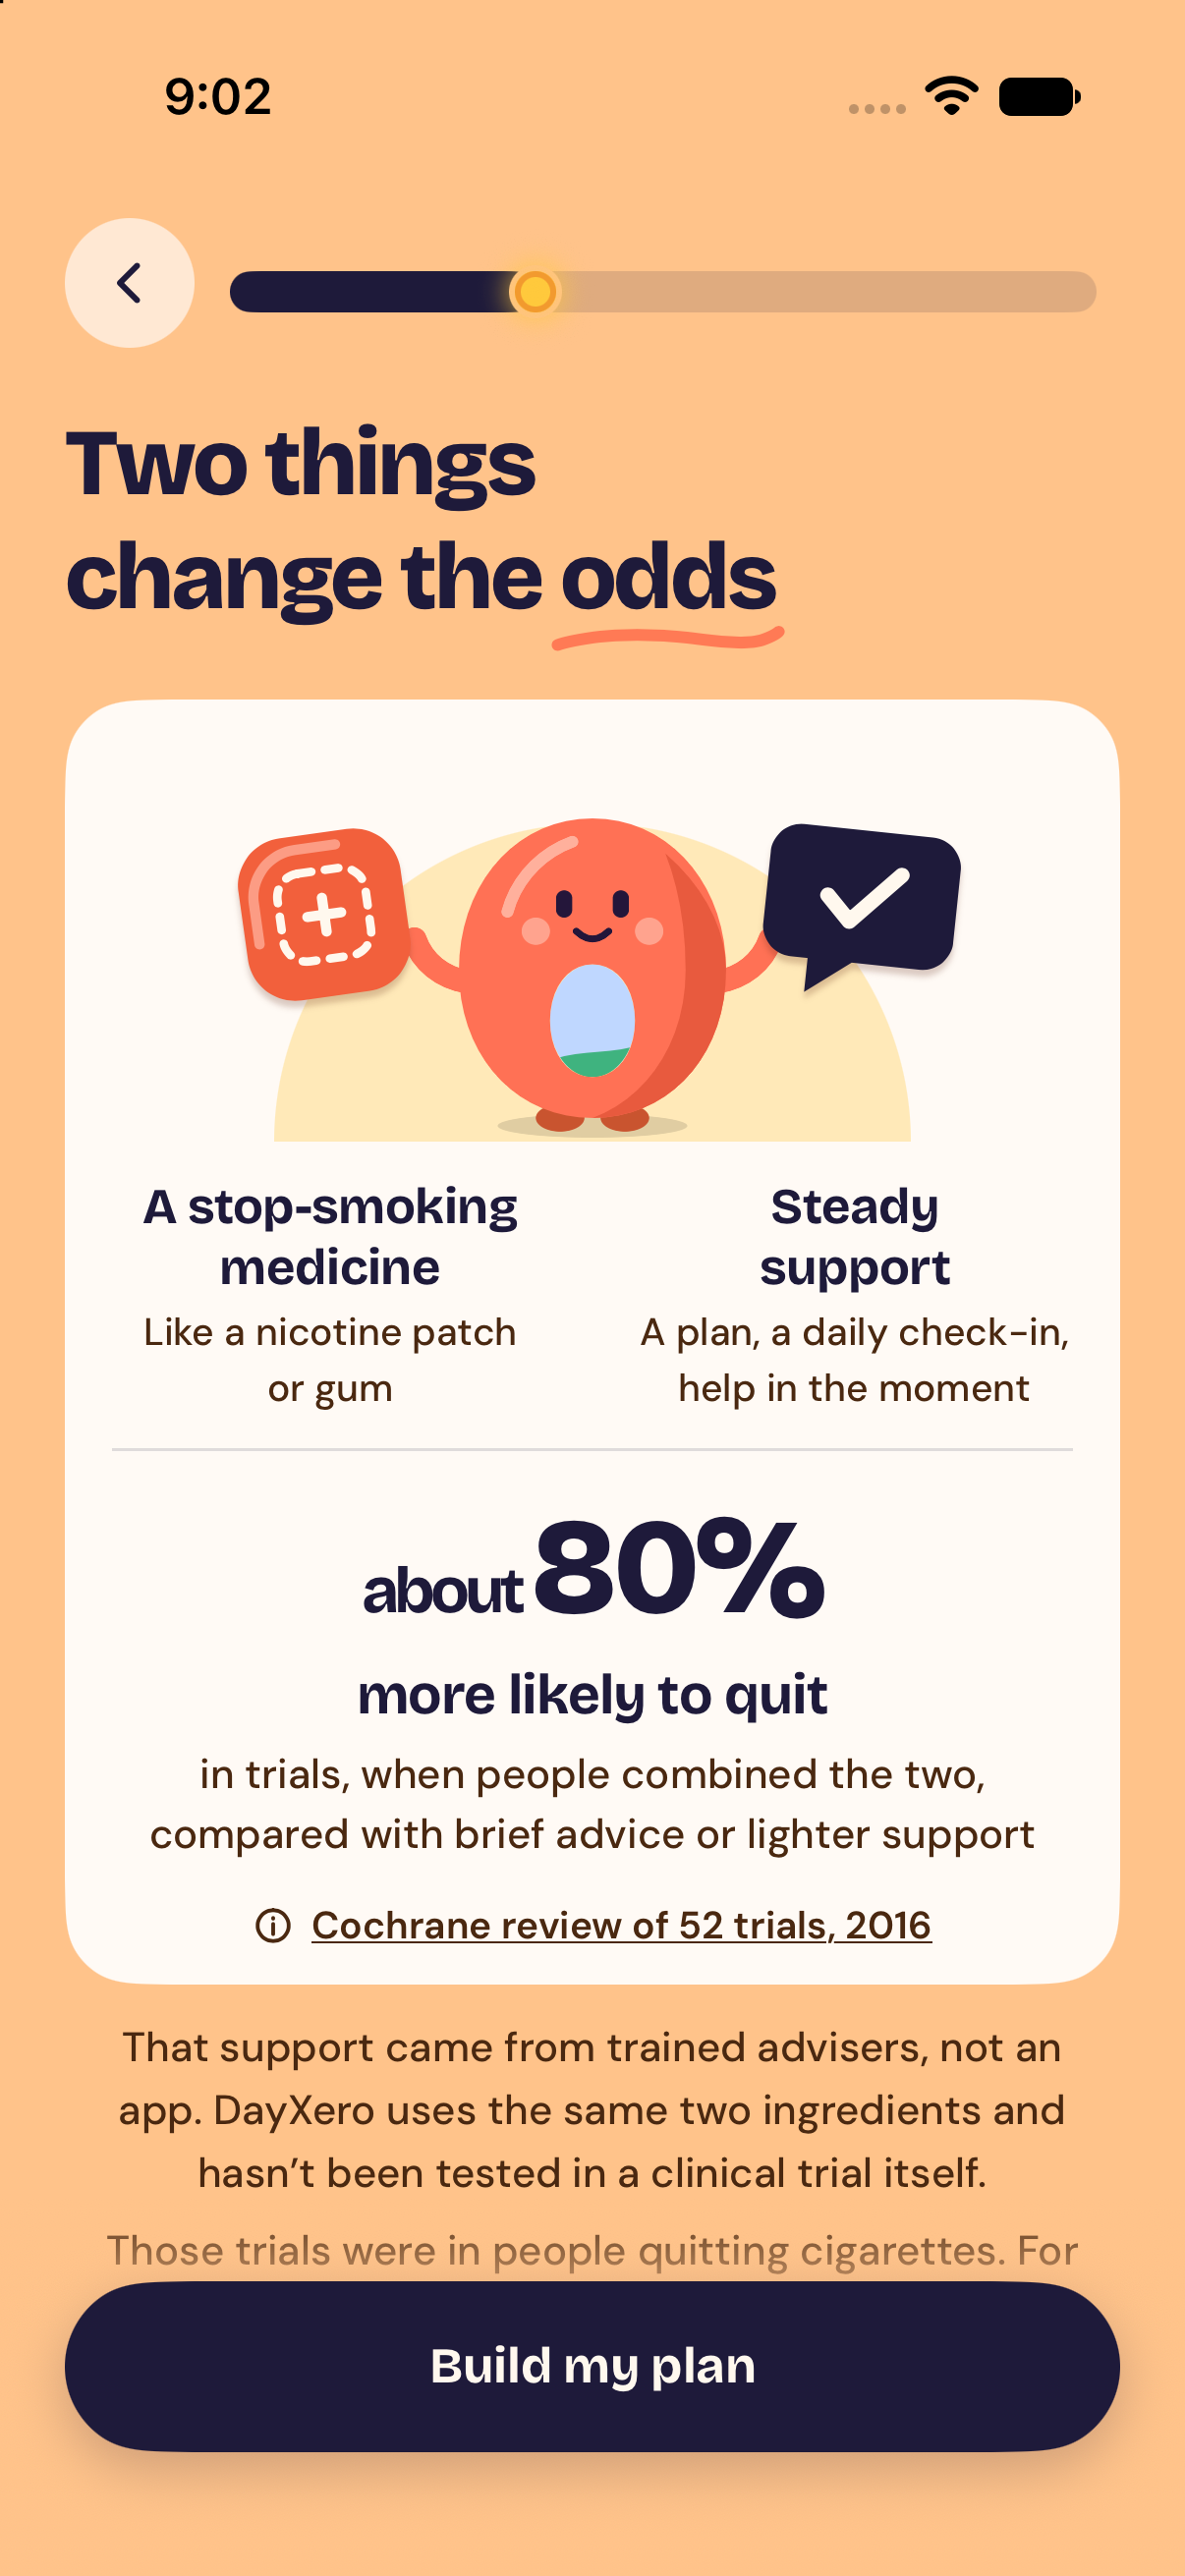 9:02
Two things
change the odds
A stop-smoking
medicine
Like a nicotine patch
or gum
Steady
support
A plan, a daily check-in,
help in the moment
about 80%
more likely to quit
in trials, when people combined the two,
compared with brief advice or lighter support
Cochrane review of 52 trials, 2016
That support came from trained advisers, not an
app. DayXero uses the same two ingredients and
hasn’t been tested in a clinical trial itself.
Those trials were in people quitting cigarettes. For
Build my plan